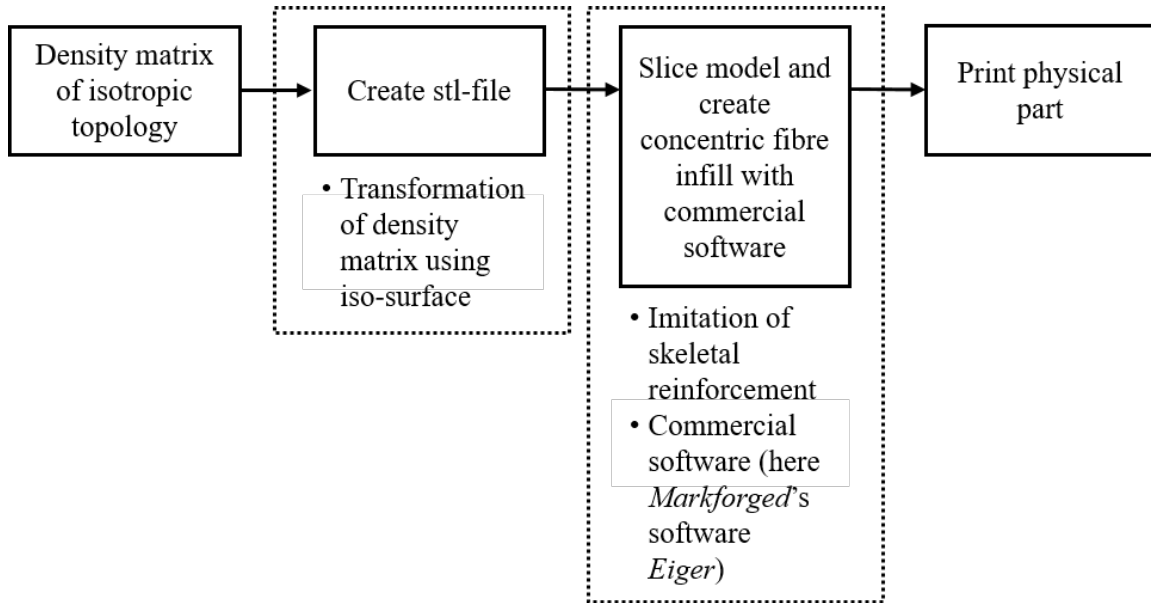 Density matrix
of isotropic
topology
Create stl-file
• Transformation
of density
matrix using
iso-surface
Slice model and
create
concentric fibre
infill with
commercial
software
• Imitation of
skeletal
reinforcement
• Commercial
software (here
Markforged’s
software
Eiger)
Print physical
part